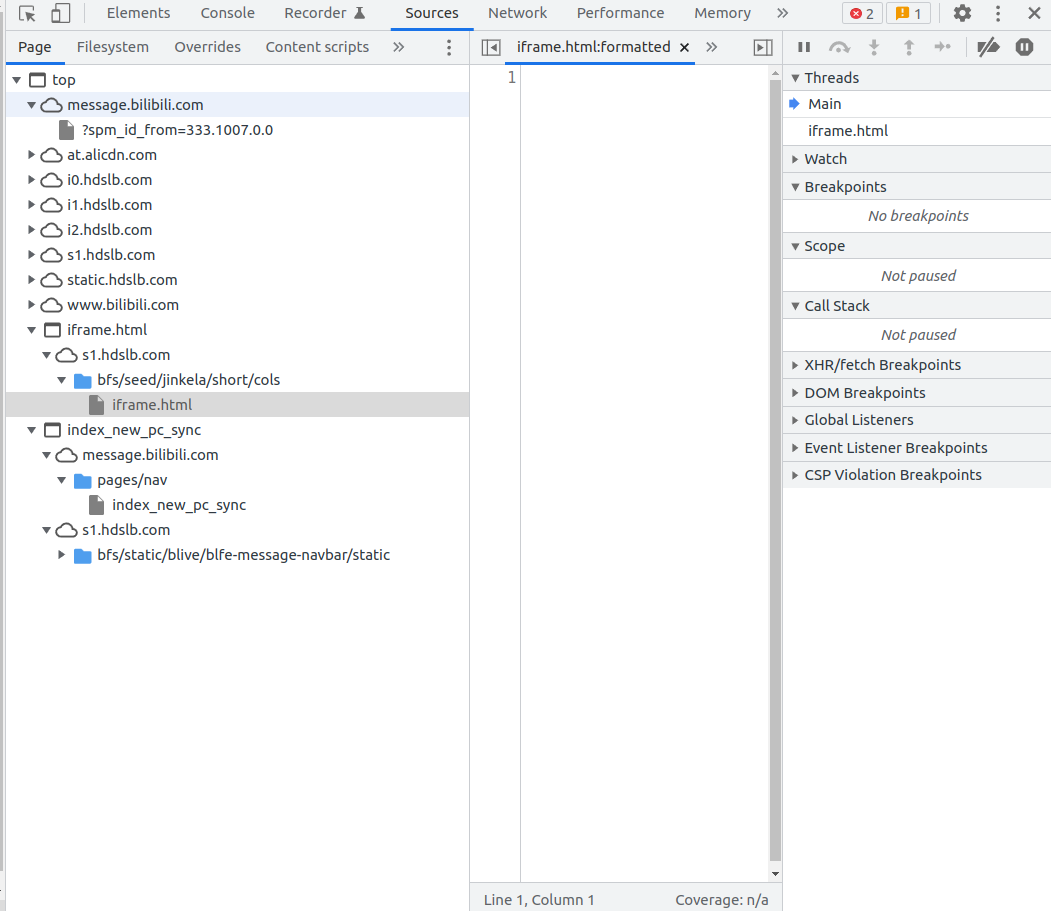 Elements Console Recorder Sources Network Performance Memory » 2 1
Page Filesystem Overrides Content scripts » iframe.html:formatted × »
top
message.bilibili.com
?spm_id_from=333.1007.0.0
at.alicdn.com
i0.hdslb.com
i1.hdslb.com
i2.hdslb.com
s1.hdslb.com
static.hdslb.com
www.bilibili.com
iframe.html
s1.hdslb.com
bfs/seed/jinkela/short/cols
iframe.html
index_new_pc_sync
message.bilibili.com
pages/nav
index_new_pc_sync
s1.hdslb.com
bfs/static/blive/blfe-message-navbar/static
1
Line 1, Column 1 Coverage: n/a
Threads
Main
iframe.html
Watch
Breakpoints
No breakpoints
Scope
Not paused
Call Stack
Not paused
XHR/fetch Breakpoints
DOM Breakpoints
Global Listeners
Event Listener Breakpoints
CSP Violation Breakpoints